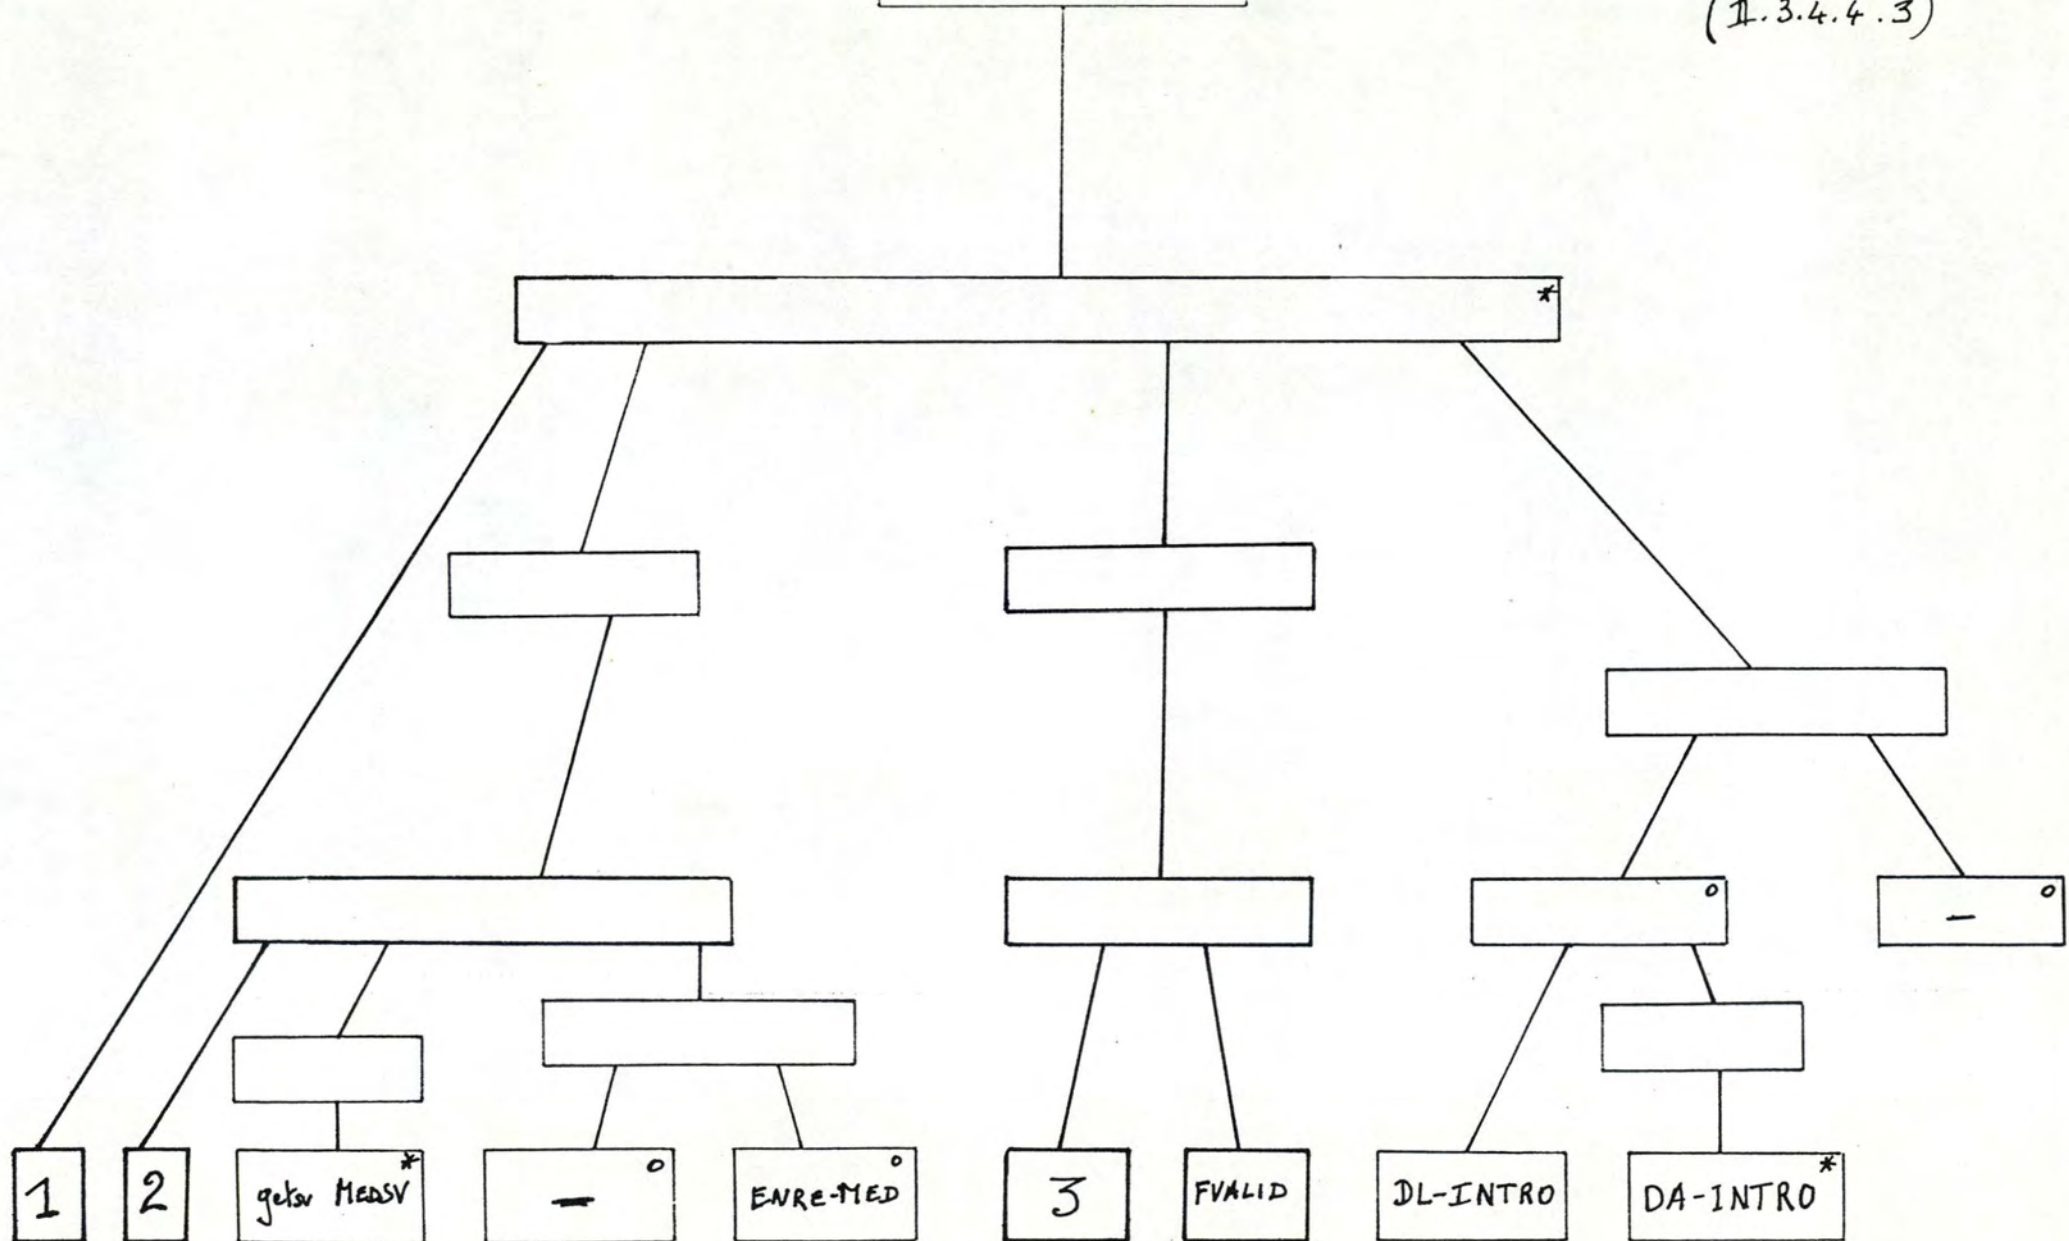 (II.3.4.4.3)
*
o
— o
1
2
getsv MEDSV *
— o
ENRE-MED o
3
FVALID
DL-INTRO
DA-INTRO *